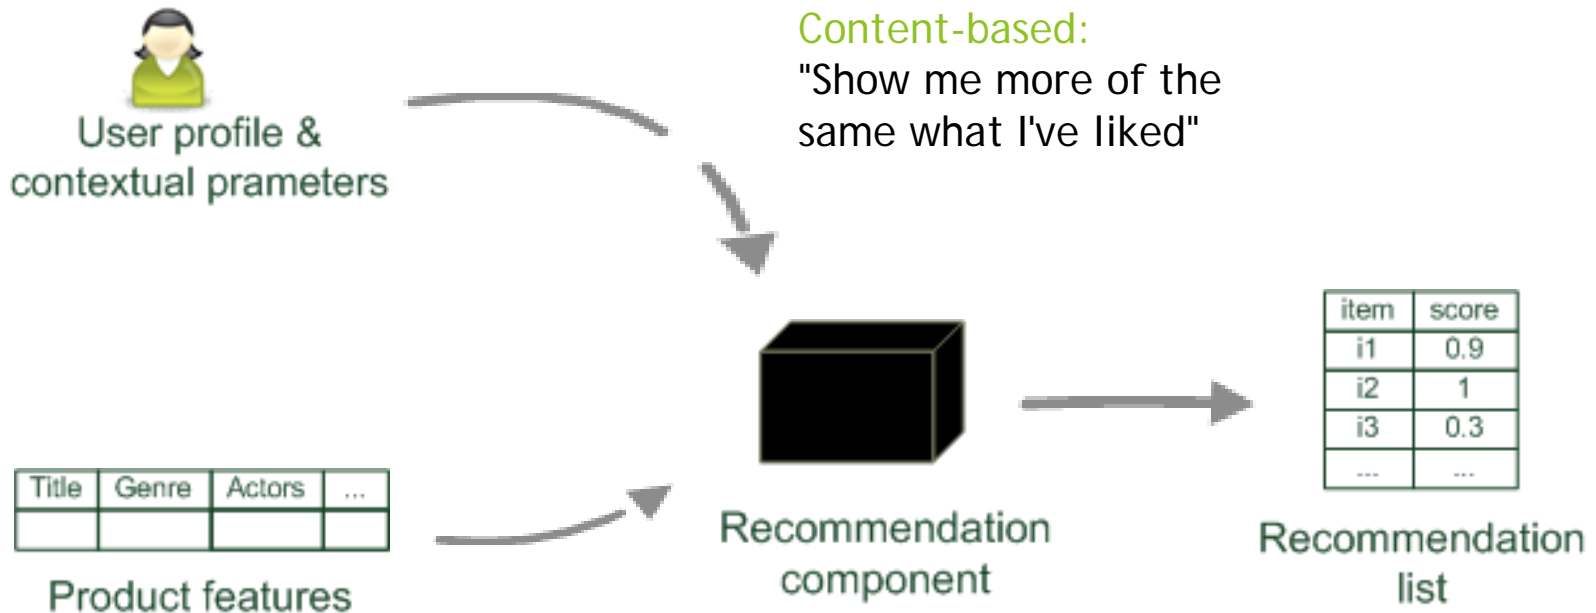 Content-based:
"Show me more of the
same what I've liked"
User profile &
contextual prameters
item score
i1 0.9
i2 1
i3 0.3
... ...
Title Genre Actors ...
Product features
Recommendation
component
Recommendation
list